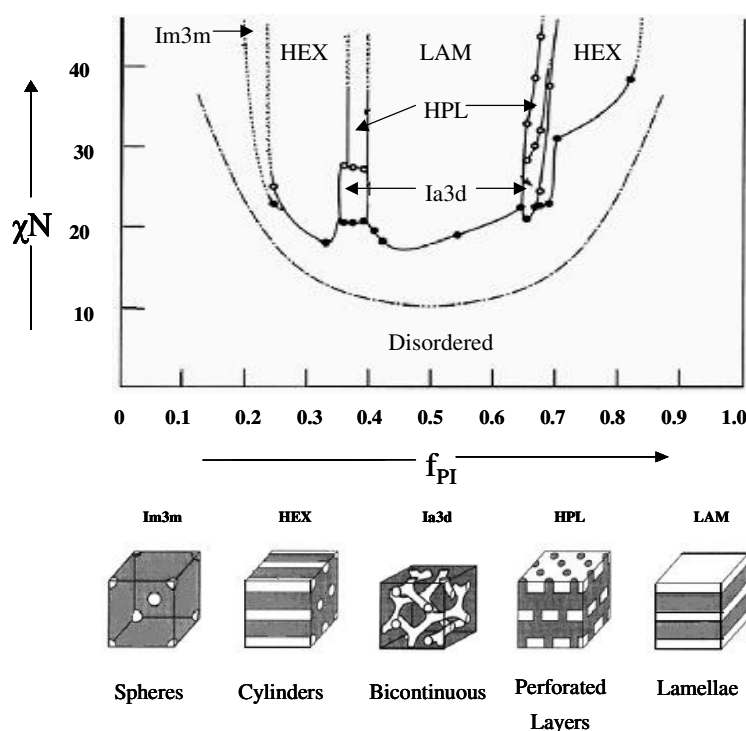 Im3m
HEX
LAM
HEX
HPL
Ia3d
40
30
20
10
χN
Disordered
0 0.1 0.2 0.3 0.4 0.5 0.6 0.7 0.8 0.9 1.0
fPI
Im3m HEX Ia3d HPL LAM
Spheres Cylinders Bicontinuous Perforated Lamellae
Layers